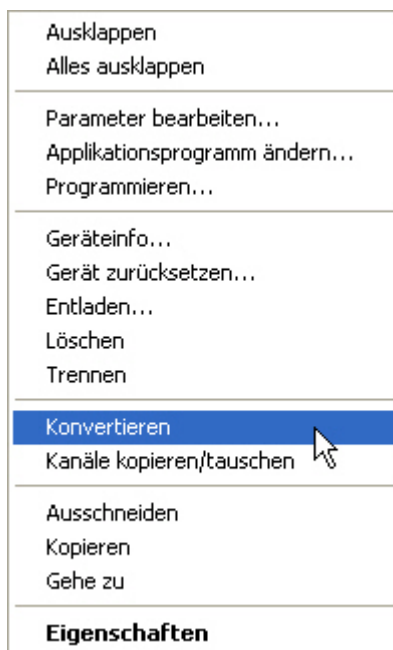 Ausklappen
Alles ausklappen
Parameter bearbeiten...
Applikationsprogramm ändern...
Programmieren...
Geräteinfo...
Gerät zurücksetzen...
Entladen...
Löschen
Trennen
Konvertieren
Kanäle kopieren/tauschen
Ausschneiden
Kopieren
Gehe zu
Eigenschaften